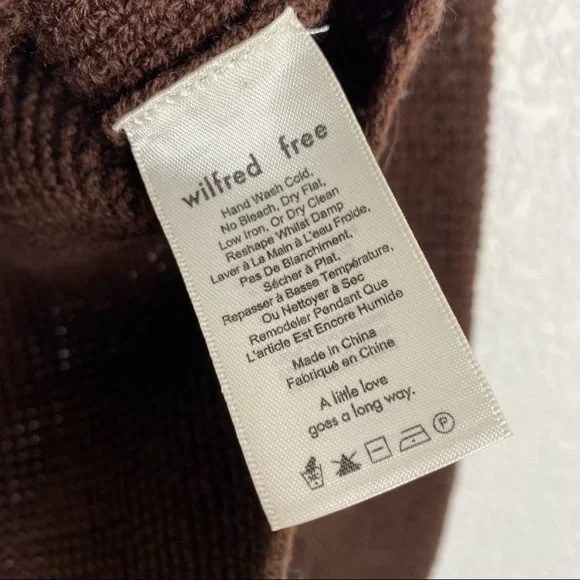 wilfred free
Hand Wash Cold,
No Bleach, Dry Flat,
Low Iron, Or Dry Clean
Reshape Whilst Damp
Laver à La Main à L'eau Froide,
Pas De Blanchiment,
Sécher à Plat,
Repasser à Basse Température,
Ou Nettoyer à Sec
Remodeler Pendant Que
L'article Est Encore Humide
Made in China
Fabriqué en Chine
A little love
goes a long way.
P